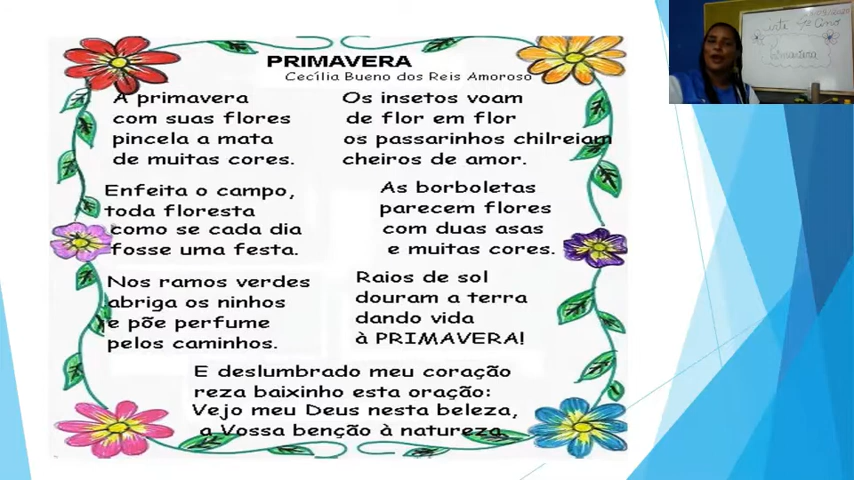 PRIMAVERA
Cecília Bueno dos Reis Amoroso
A primavera
com suas flores
pincela a mata
de muitas cores.
Enfeita o campo,
toda floresta
como se cada dia
fosse uma festa.
Nos ramos verdes
abriga os ninhos
e põe perfume
pelos caminhos.
Os insetos voam
de flor em flor
os passarinhos chilreiam
cheiros de amor.
As borboletas
parecem flores
com duas asas
e muitas cores.
Raios de sol
douram a terra
dando vida
à PRIMAVERA!
E deslumbrado meu coração
reza baixinho esta oração:
Vejo meu Deus nesta beleza,
a Vossa benção à natureza.
Primavera